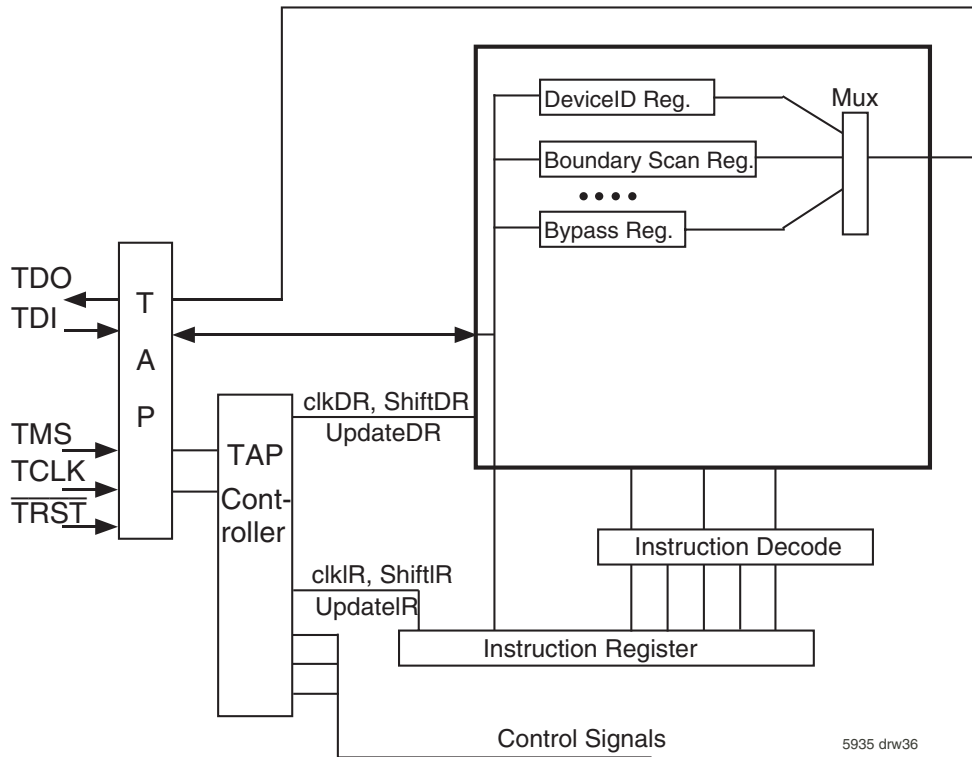 DeviceID Reg.
Mux
Boundary Scan Reg.
Bypass Reg.
TDO
TDI
T
A
P
TMS
TCLK
TRST
TAP
Cont-
roller
clkDR, ShiftDR
UpdateDR
Instruction Decode
clkIR, ShiftIR
UpdateIR
Instruction Register
Control Signals
5935 drw36